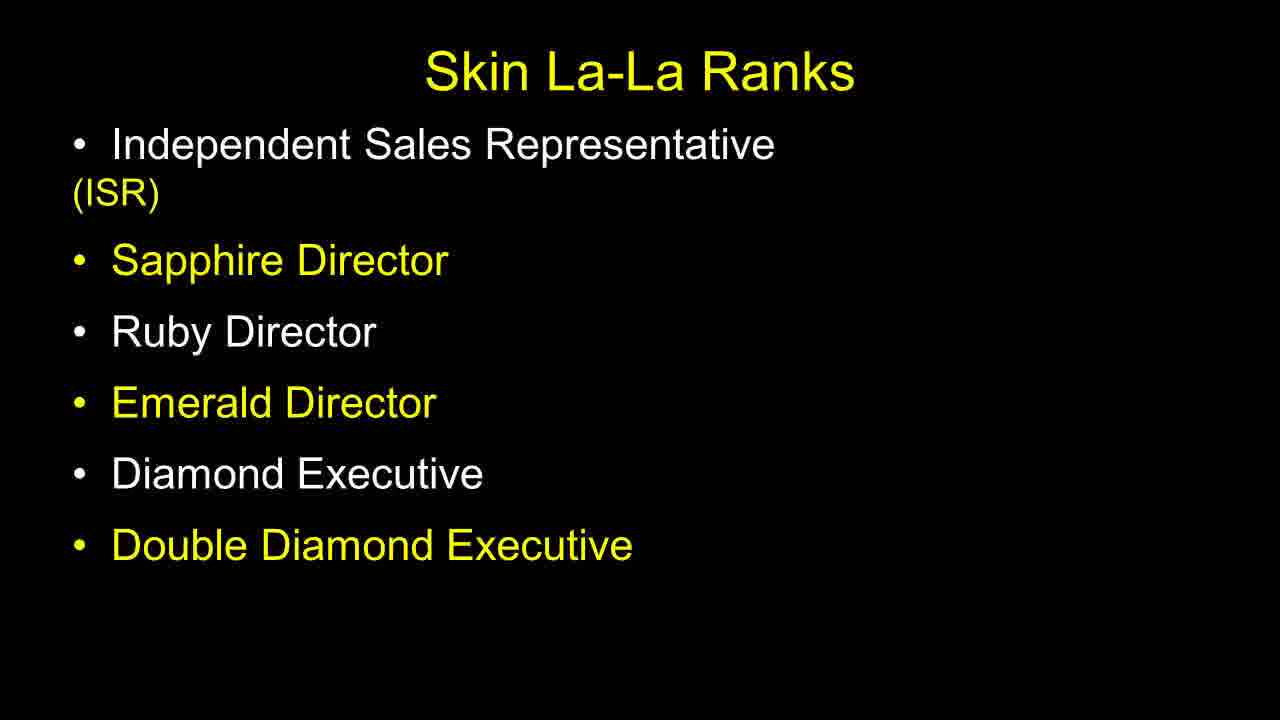 Skin La-La Ranks
• Independent Sales Representative
(ISR)
• Sapphire Director
• Ruby Director
• Emerald Director
• Diamond Executive
• Double Diamond Executive